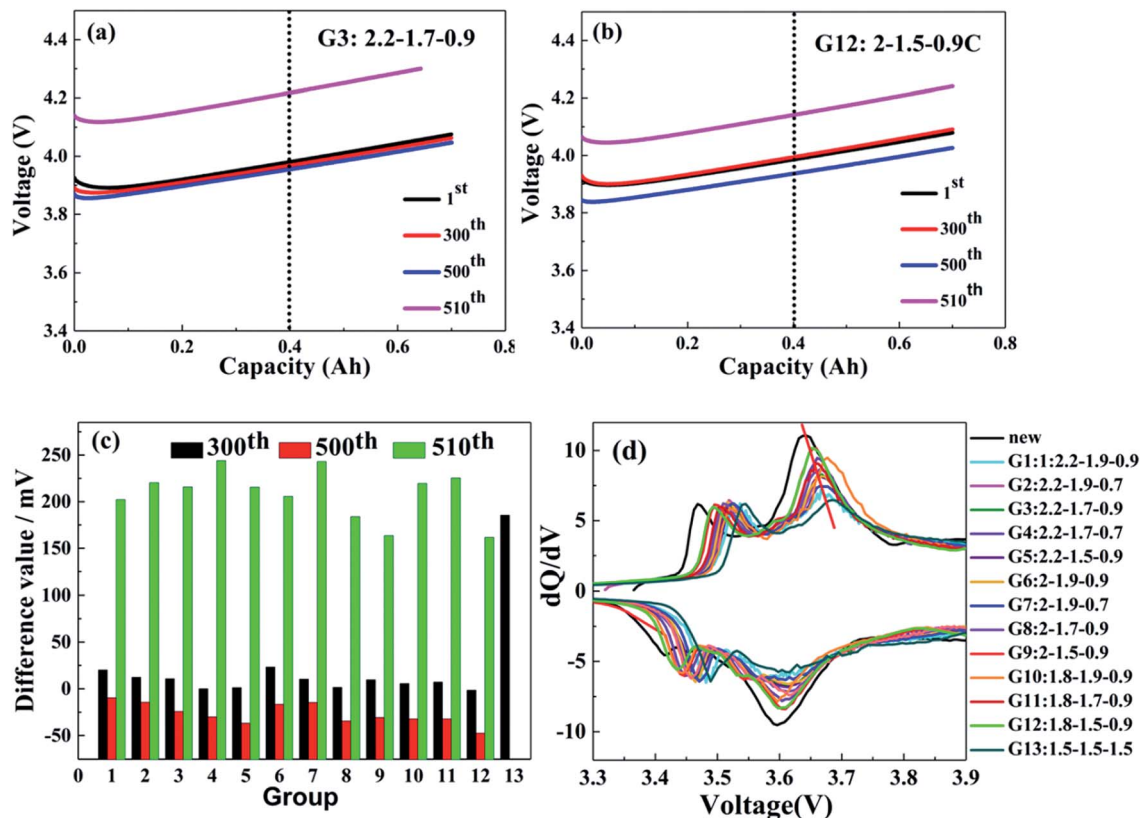 (a)
G3: 2.2-1.7-0.9
4.4
4.2
4.0
3.8
3.6
3.4
Voltage (V)
1st
300th
500th
510th
0.0 0.2 0.4 0.6 0.8
Capacity (Ah)
(b)
G12: 2-1.5-0.9C
4.4
4.2
4.0
3.8
3.6
3.4
Voltage (V)
1st
300th
500th
510th
0.0 0.2 0.4 0.6
Capacity (Ah)
(c)
300th 500th 510th
250
200
150
100
50
0
-50
Difference value / mV
0 1 2 3 4 5 6 7 8 9 10 11 12 13
Group
(d)
10
5
0
-5
-10
dQ/dV
3.3 3.4 3.5 3.6 3.7 3.8 3.9
Voltage(V)
new
G1:1:2.2-1.9-0.9
G2:2.2-1.9-0.7
G3:2.2-1.7-0.9
G4:2.2-1.7-0.7
G5:2.2-1.5-0.9
G6:2-1.9-0.9
G7:2-1.9-0.7
G8:2-1.7-0.9
G9:2-1.5-0.9
G10:1.8-1.9-0.9
G11:1.8-1.7-0.9
G12:1.8-1.5-0.9
G13:1.5-1.5-1.5